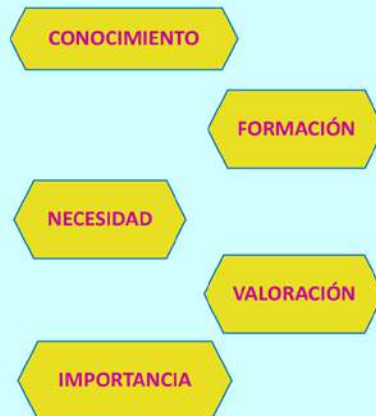 CONOCIMIENTO
FORMACIÓN
NECESIDAD
VALORACIÓN
IMPORTANCIA